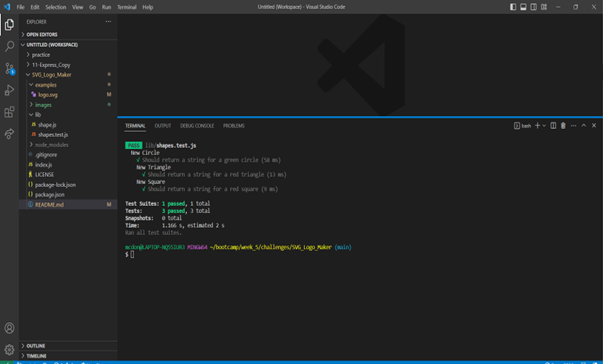 File Edit Selection View Go Run Terminal Help
Untitled (Workspace) - Visual Studio Code
EXPLORER
OPEN EDITORS
UNTITLED (WORKSPACE)
practice
11-Express_Copy
SVG_Logo_Maker
examples
logo.svg M
images
lib
shape.js
shapes.test.js
node_modules
.gitignore
index.js
LICENSE
package-lock.json
package.json
README.md M
OUTLINE
TIMELINE
TERMINAL OUTPUT DEBUG CONSOLE PROBLEMS
bash
PASS lib/shapes.test.js
New Circle
√ Should return a string for a green circle (58 ms)
New Triangle
√ Should return a string for a red triangle (13 ms)
New Square
√ Should return a string for a red square (9 ms)
Test Suites: 1 passed, 1 total
Tests: 3 passed, 3 total
Snapshots: 0 total
Time: 1.166 s, estimated 2 s
Ran all test suites.
MINGW64 ~/bootcamp/week_5/challenges/SVG_Logo_Maker (main)
$